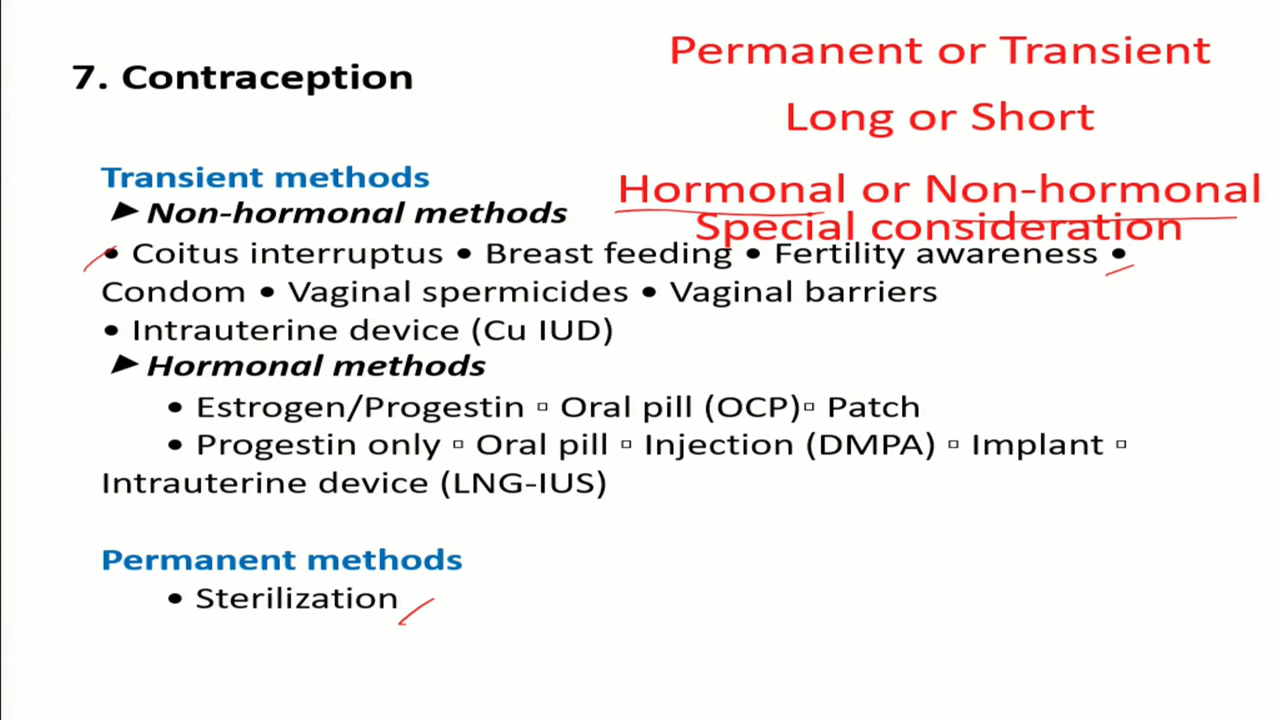 Permanent or Transient
7. Contraception
Long or Short
Transient methods
Hormonal or Non-hormonal
➤ Non-hormonal methods
Special consideration
• Coitus interruptus • Breast feeding • Fertility awareness •
Condom • Vaginal spermicides • Vaginal barriers
• Intrauterine device (Cu IUD)
➤ Hormonal methods
• Estrogen/Progestin ▫ Oral pill (OCP)▫ Patch
• Progestin only ▫ Oral pill ▫ Injection (DMPA) ▫ Implant ▫
Intrauterine device (LNG-IUS)
Permanent methods
• Sterilization